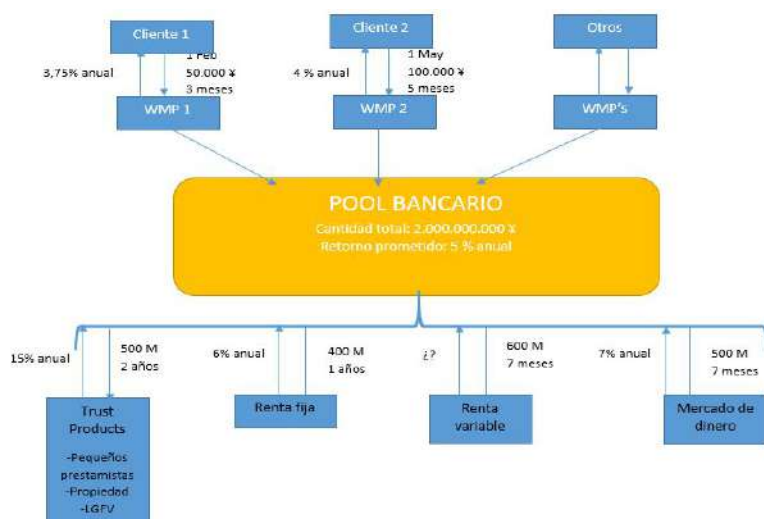 Cliente 1
Cliente 2
Otros
3,75% anual
1 Feb
50.000 ¥
3 meses
4 % anual
1 May
100.000 ¥
5 meses
WMP 1
WMP 2
WMP's
POOL BANCARIO
Cantidad total: 2.000.000.000 ¥
Retorno prometido: 5 % anual
15% anual
500 M
2 años
6% anual
400 M
1 años
¿?
600 M
7 meses
7% anual
500 M
7 meses
Trust
Products
-Pequeños
prestamistas
-Propiedad
-LGFV
Renta fija
Renta
variable
Mercado de
dinero